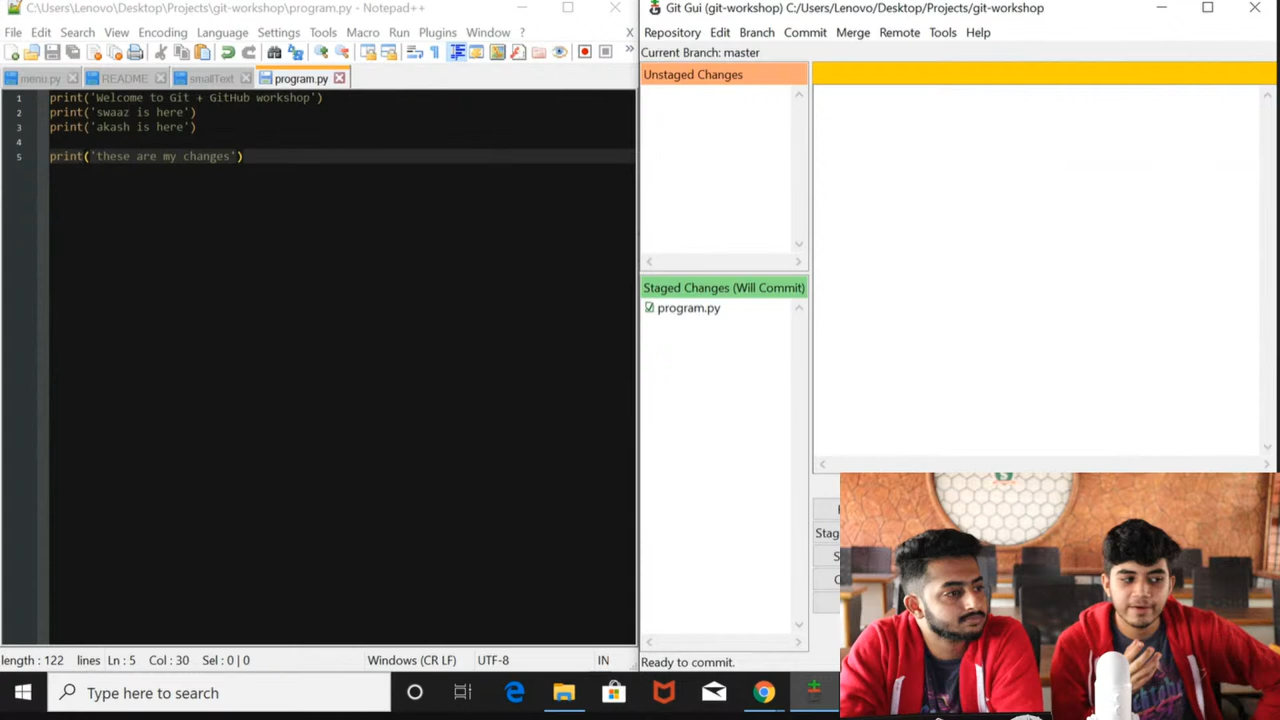 C:\Users\Lenovo\Desktop\Projects\git-workshop\program.py - Notepad++
File Edit Search View Encoding Language Settings Tools Macro Run Plugins Window ? X
menu.py README smallText program.py
1 print('Welcome to Git + GitHub workshop')
2 print('swaaz is here')
3 print('akash is here')
4
5 print('these are my changes')
length : 122 lines Ln : 5 Col : 30 Sel : 0 | 0 Windows (CR LF) UTF-8 IN
Git Gui (git-workshop) C:/Users/Lenovo/Desktop/Projects/git-workshop
Repository Edit Branch Commit Merge Remote Tools Help
Current Branch: master
Unstaged Changes
Staged Changes (Will Commit)
program.py
Stag
Ready to commit.
Type here to search